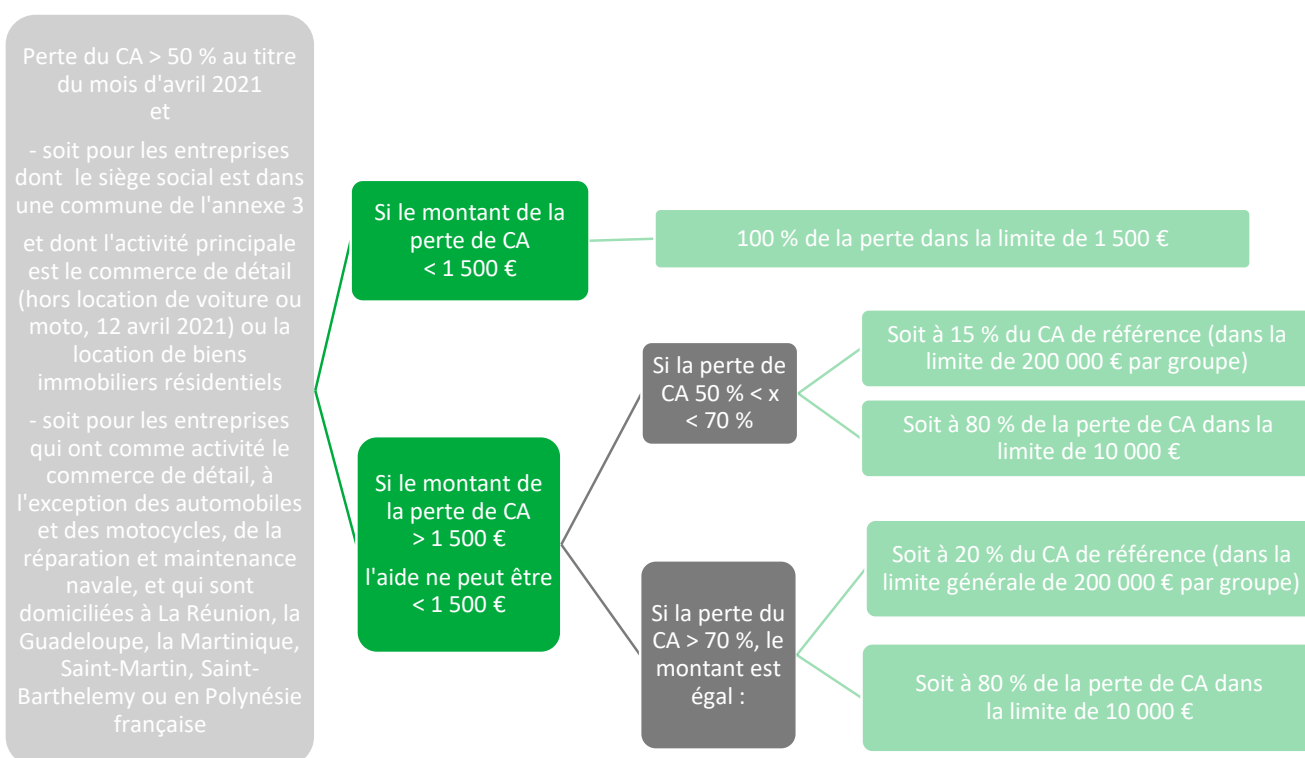 Perte du CA > 50 % au titre
du mois d'avril 2021
et
- soit pour les entreprises
dont  le siège social est dans
une commune de l'annexe 3
et dont l'activité principale
est le commerce de détail
(hors location de voiture ou
moto, 12 avril 2021) ou la
location de biens
immobiliers résidentiels
- soit pour les entreprises
qui ont comme activité le
commerce de détail, à
l'exception des automobiles
et des motocycles, de la
réparation et maintenance
navale, et qui sont
domiciliées à La Réunion, la
Guadeloupe, la Martinique,
Saint-Martin, Saint-
Barthelemy ou en Polynésie
française
Si le montant de la
perte de CA
< 1 500 €
100 % de la perte dans la limite de 1 500 €
Si le montant de
la perte de CA
> 1 500 €
l'aide ne peut être
< 1 500 €
Si la perte de
CA 50 % < x
< 70 %
Soit à 15 % du CA de référence (dans la
limite de 200 000 € par groupe)
Soit à 80 % de la perte de CA dans la
limite de 10 000 €
Si la perte du
CA > 70 %, le
montant est
égal :
Soit à 20 % du CA de référence (dans la
limite générale de 200 000 € par groupe)
Soit à 80 % de la perte de CA dans
la limite de 10 000 €